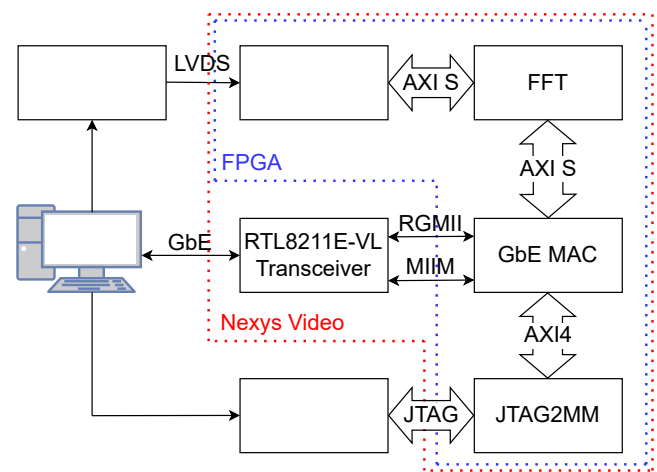 LVDS
AXI S
FFT
FPGA
AXI S
GbE
RTL8211E-VL
Transceiver
RGMII
MIIM
GbE MAC
Nexys Video
AXI4
JTAG
JTAG2MM